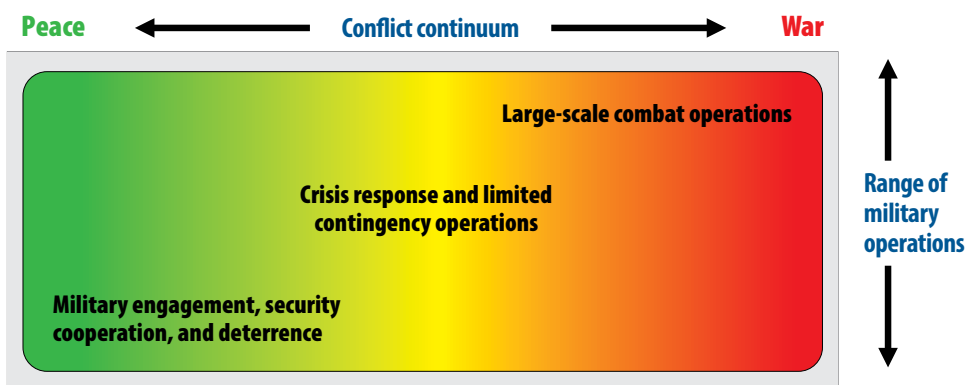 Peace
Conflict continuum
War
Large-scale combat operations
Crisis response and limited
contingency operations
Military engagement, security
cooperation, and deterrence
Range of
military
operations